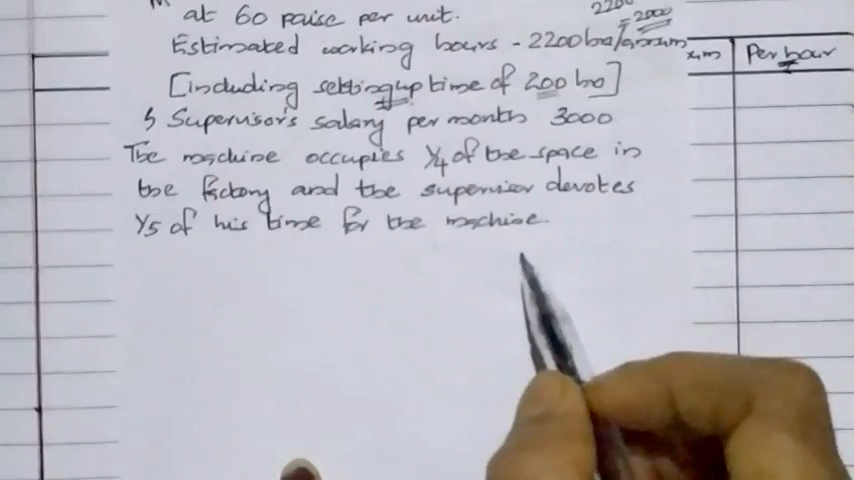 at 60 paise per unit.
2200
= 2000
Estimated working hours - 2200 hrs/annum
[including setting up time of 200 hrs]
Per hour
5 Supervisor's salary per month 3000
The machine occupies 1/4 of the space in
the factory and the supervisor devotes
1/5 of his time for the machine.